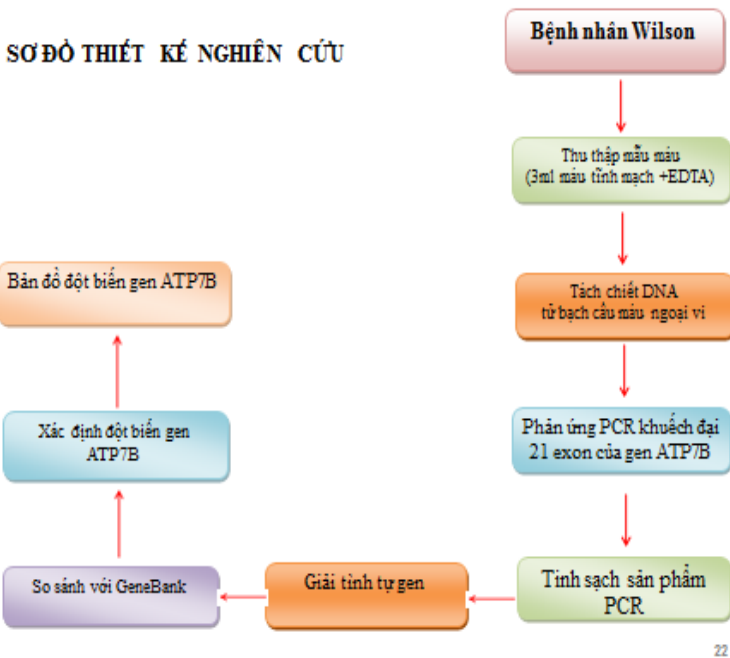 SƠ ĐỒ THIẾT KẾ NGHIÊN CỨU
Bệnh nhân Wilson
Thu thập mẫu máu
(3ml máu tĩnh mạch +EDTA)
Tách chiết DNA
từ bạch cầu máu ngoại vi
Phản ứng PCR khuếch đại
21 exon của gen ATP7B
Tinh sạch sản phẩm
PCR
Giải tình tự gen
So sánh với GeneBank
Xác định đột biến gen
ATP7B
Bản đồ đột biến gen ATP7B
22